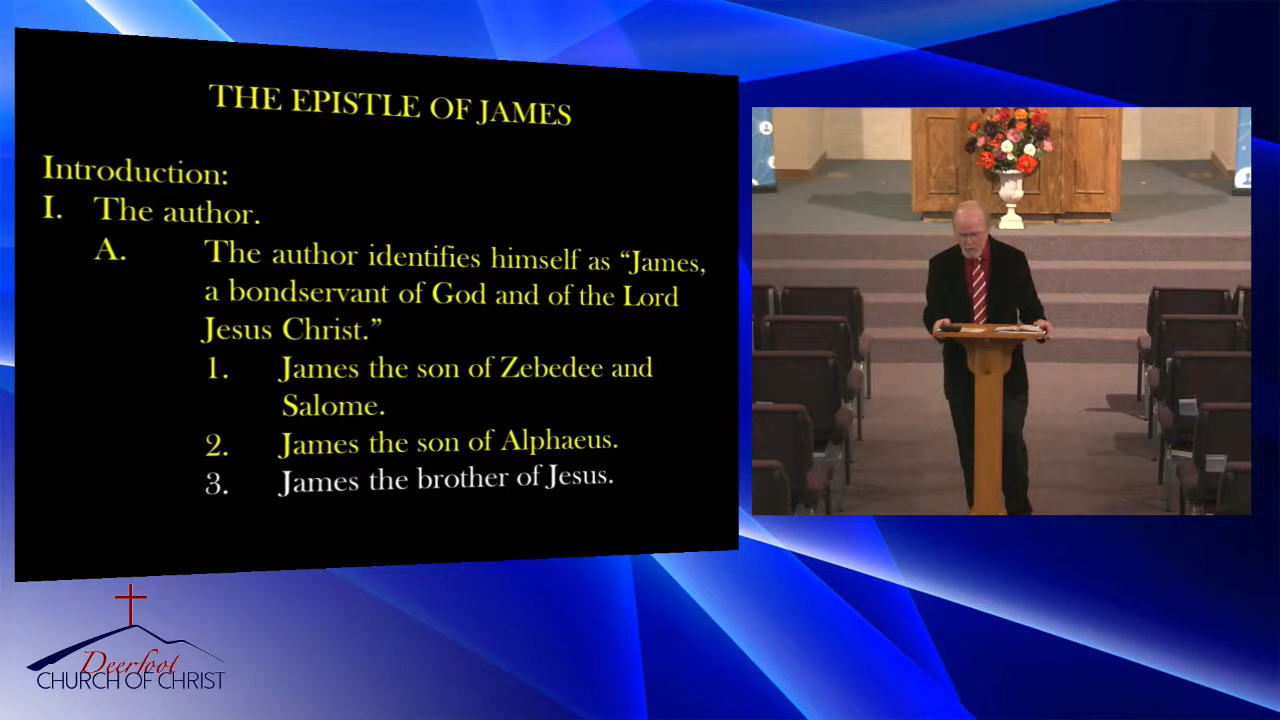 THE EPISTLE OF JAMES
Introduction:
I. The author.
A. The author identifies himself as “James,
a bondservant of God and of the Lord
Jesus Christ.”
1. James the son of Zebedee and
Salome.
2. James the son of Alphaeus.
3. James the brother of Jesus.
Deerfoot
CHURCH OF CHRIST